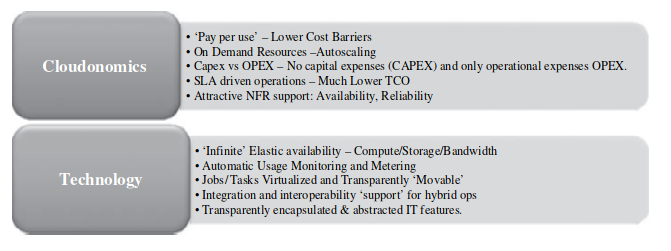 Cloudonomics
• ‘Pay per use’ – Lower Cost Barriers
• On Demand Resources –Autoscaling
• Capex vs OPEX – No capital expenses (CAPEX) and only operational expenses OPEX.
• SLA driven operations – Much Lower TCO
• Attractive NFR support: Availability, Reliability
Technology
• ‘Infinite’ Elastic availability – Compute/Storage/Bandwidth
• Automatic Usage Monitoring and Metering
• Jobs/Tasks Virtualized and Transparently ‘Movable’
• Integration and interoperability ‘support’ for hybrid ops
• Transparently encapsulated & abstracted IT features.